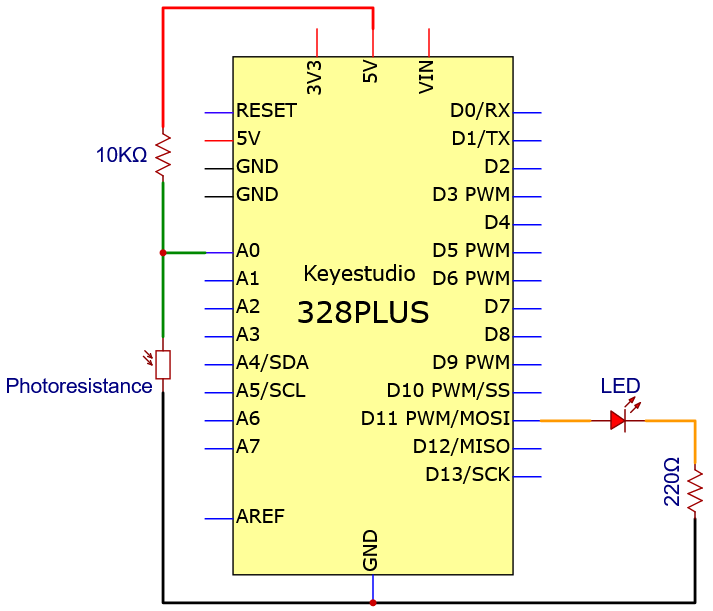 3V3
5V
VIN
RESET
5V
GND
GND
A0
A1
A2
A3
A4/SDA
A5/SCL
A6
A7
AREF
D0/RX
D1/TX
D2
D3 PWM
D4
D5 PWM
D6 PWM
D7
D8
D9 PWM
D10 PWM/SS
D11 PWM/MOSI
D12/MISO
D13/SCK
GND
Keyestudio
328PLUS
10KΩ
Photoresistance
LED
220Ω